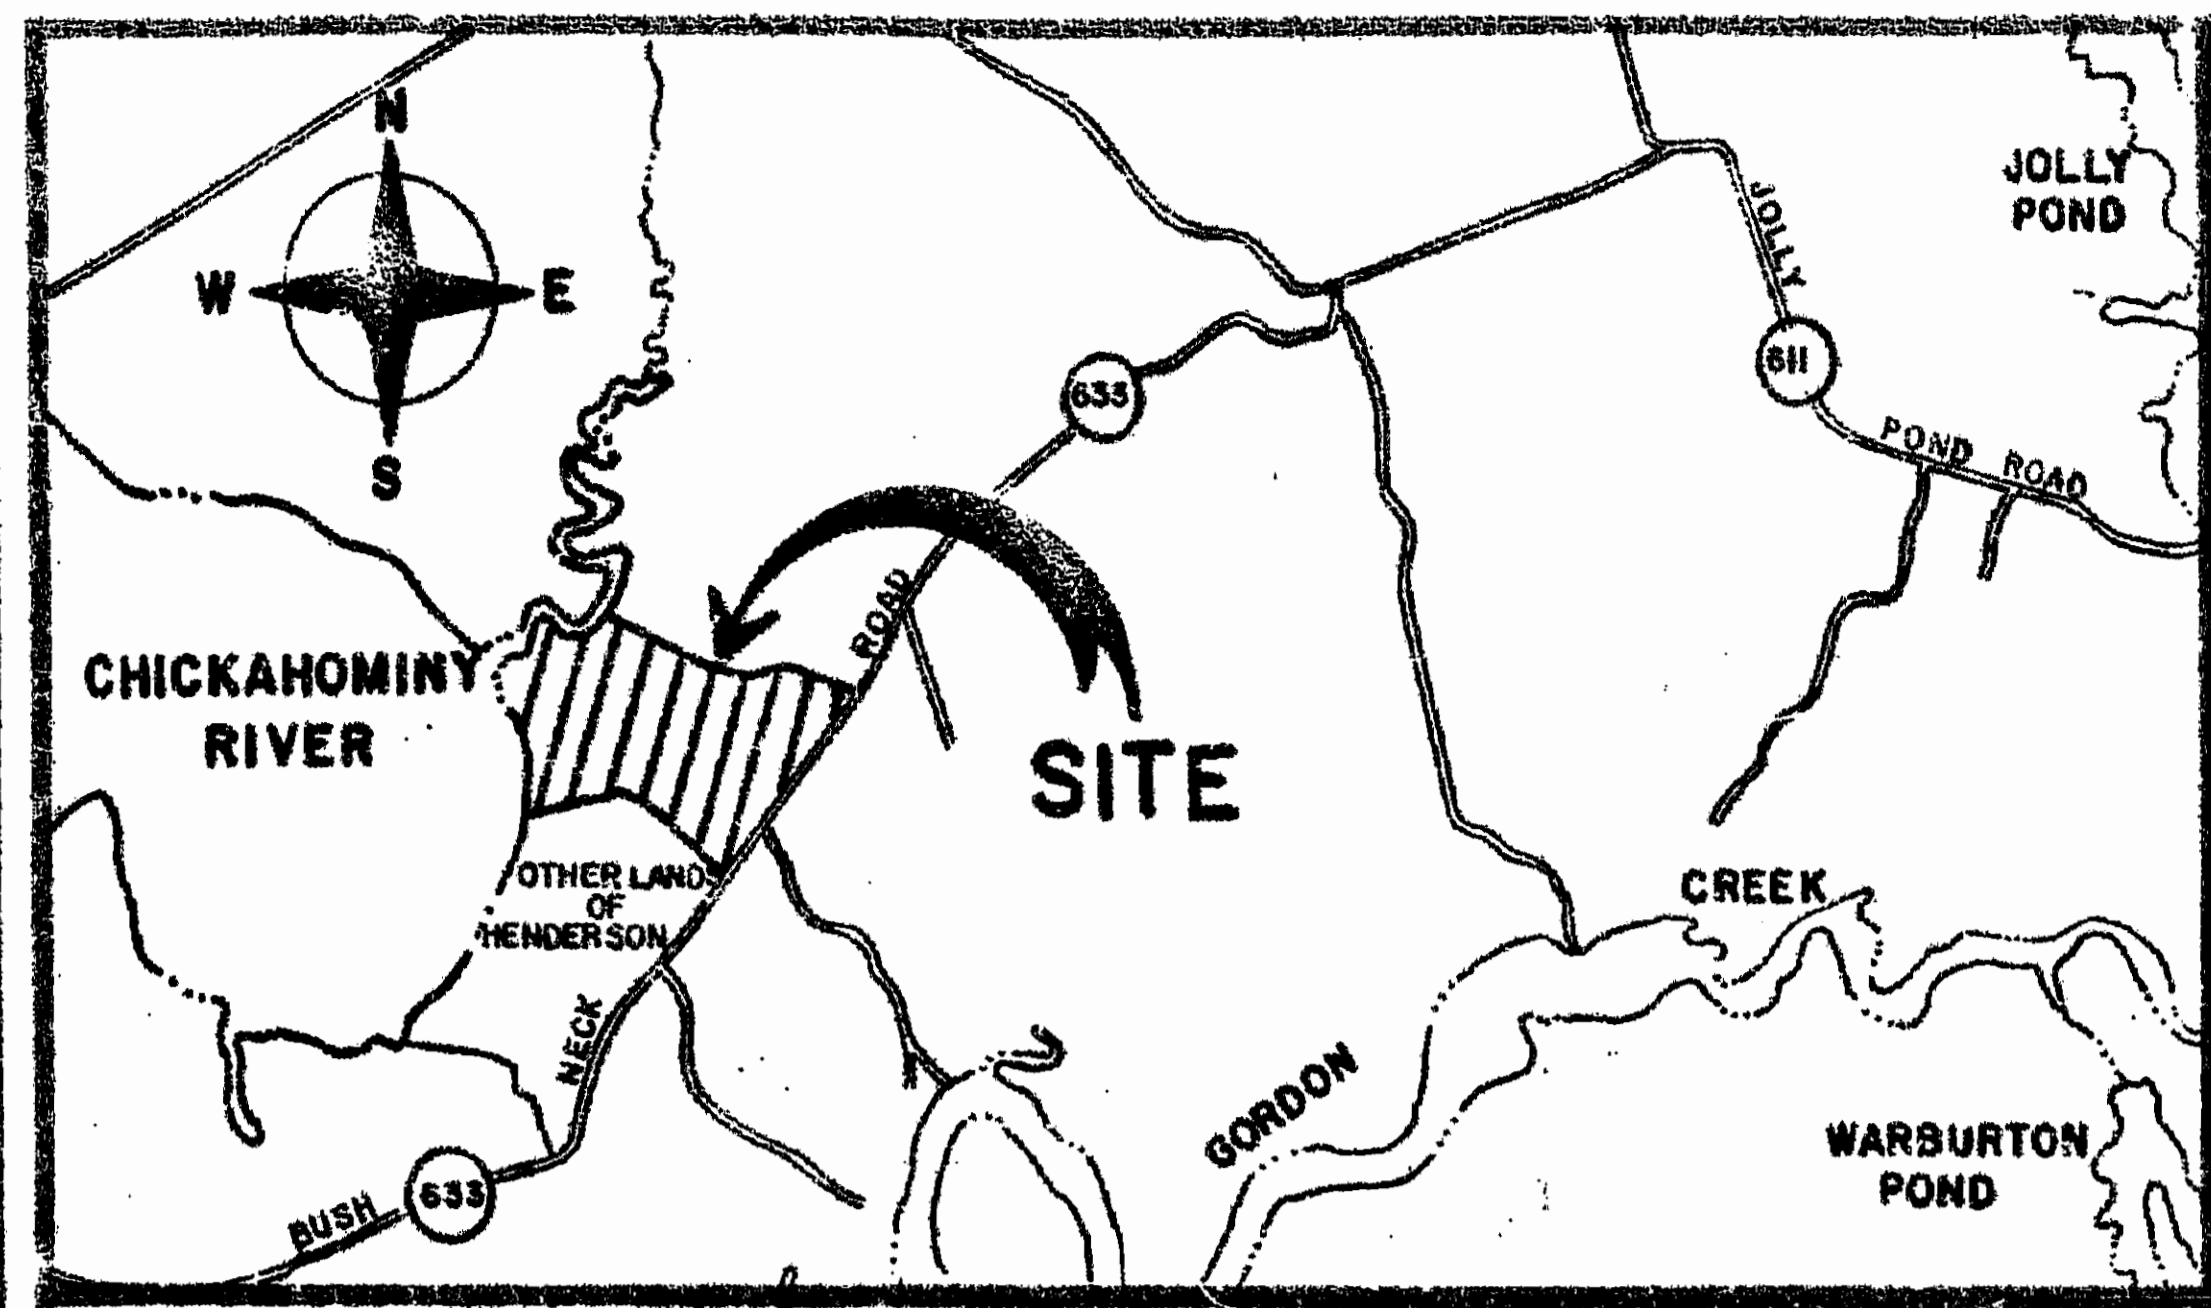 N
W
E
S
JOLLY
POND
JOLLY
611
POND ROAD
633
ROAD
CHICKAHOMINY
RIVER
SITE
OTHER LAND
OF
HENDERSON
CREEK
NECK
GORDON
WARBURTON
POND
633
BUSH